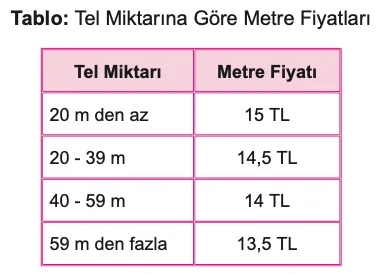 Tablo: Tel Miktarına Göre Metre Fiyatları
Tel Miktarı Metre Fiyatı
20 m den az 15 TL
20 - 39 m 14,5 TL
40 - 59 m 14 TL
59 m den fazla 13,5 TL